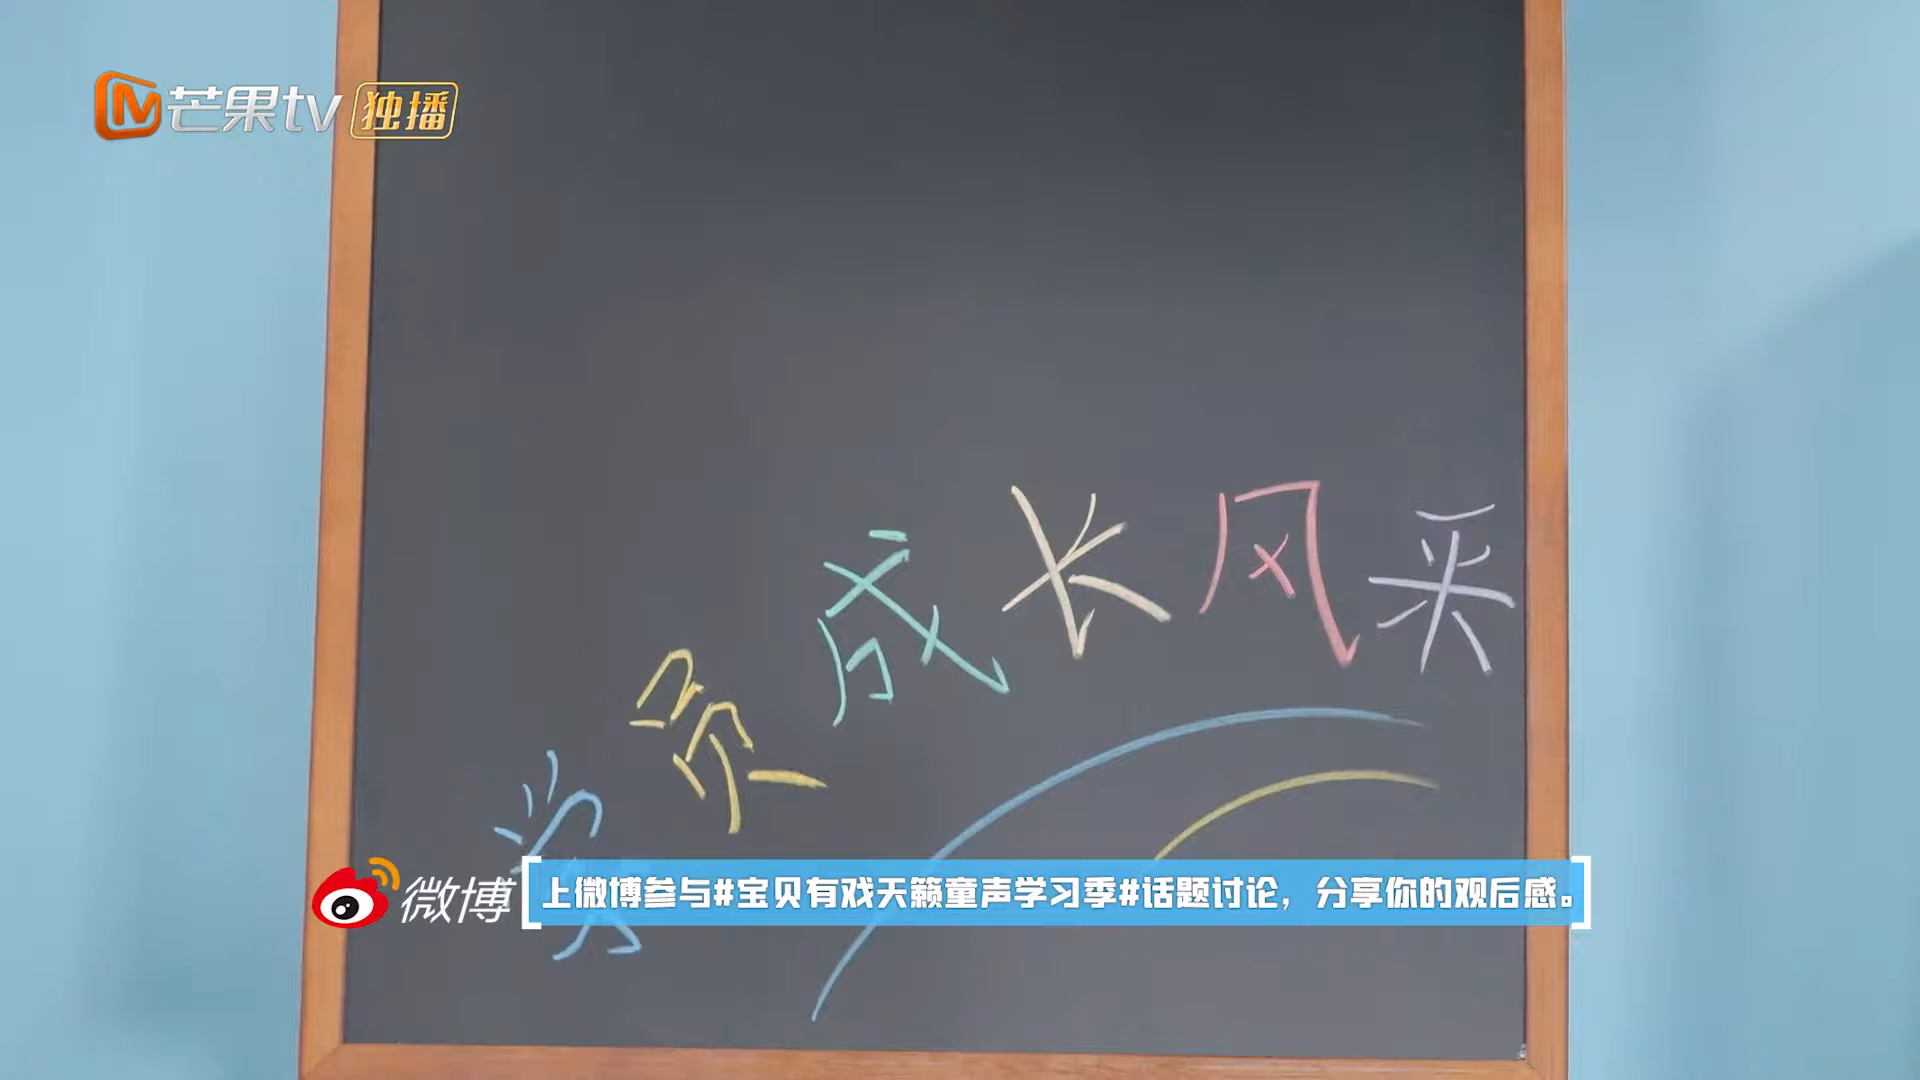 芒果tv 独播
学员成长风采
微博 上微博参与#宝贝有戏天籁童声学习季#话题讨论，分享你的观后感。